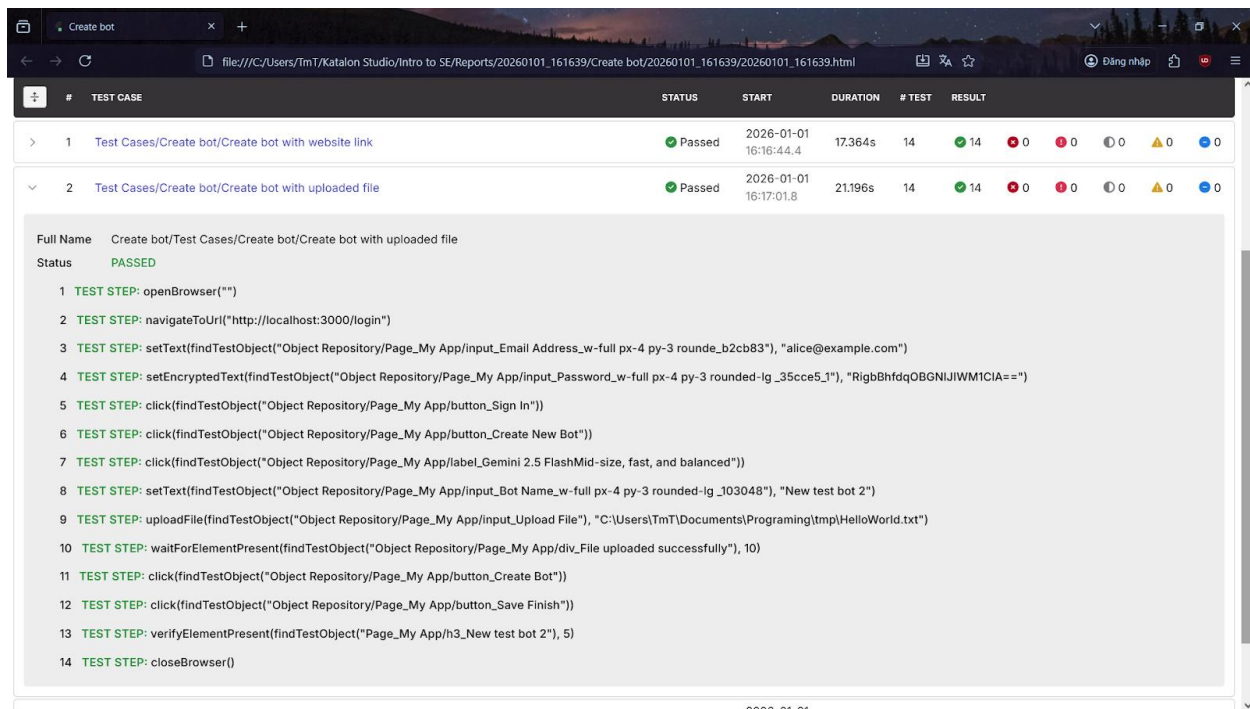 Create bot
file:///C:/Users/TmT/Katalon Studio/Intro to SE/Reports/20260101_161639/Create bot/20260101_161639/20260101_161639.html
Đăng nhập
# TEST CASE STATUS START DURATION # TEST RESULT
1 Test Cases/Create bot/Create bot with website link Passed 2026-01-01 17.364s 14 14 0 0 0 0 0
16:16:44.4
2 Test Cases/Create bot/Create bot with uploaded file Passed 2026-01-01 21.196s 14 14 0 0 0 0 0
16:17:01.8
Full Name Create bot/Test Cases/Create bot/Create bot with uploaded file
Status PASSED
1 TEST STEP: openBrowser("")
2 TEST STEP: navigateToUrl("http://localhost:3000/login")
3 TEST STEP: setText(findTestObject("Object Repository/Page_My App/input_Email Address_w-full px-4 py-3 rounde_b2cb83"), "alice@example.com")
4 TEST STEP: setEncryptedText(findTestObject("Object Repository/Page_My App/input_Password_w-full px-4 py-3 rounded-lg _35cce5_1"), "RigbBhfdqOBGNIJIWM1CIA==")
5 TEST STEP: click(findTestObject("Object Repository/Page_My App/button_Sign In"))
6 TEST STEP: click(findTestObject("Object Repository/Page_My App/button_Create New Bot"))
7 TEST STEP: click(findTestObject("Object Repository/Page_My App/label_Gemini 2.5 FlashMid-size, fast, and balanced"))
8 TEST STEP: setText(findTestObject("Object Repository/Page_My App/input_Bot Name_w-full px-4 py-3 rounded-lg _103048"), "New test bot 2")
9 TEST STEP: uploadFile(findTestObject("Object Repository/Page_My App/input_Upload File"), "C:\Users\TmT\Documents\Programing\tmp\HelloWorld.txt")
10 TEST STEP: waitForElementPresent(findTestObject("Object Repository/Page_My App/div_File uploaded successfully"), 10)
11 TEST STEP: click(findTestObject("Object Repository/Page_My App/button_Create Bot"))
12 TEST STEP: click(findTestObject("Object Repository/Page_My App/button_Save Finish"))
13 TEST STEP: verifyElementPresent(findTestObject("Page_My App/h3_New test bot 2"), 5)
14 TEST STEP: closeBrowser()